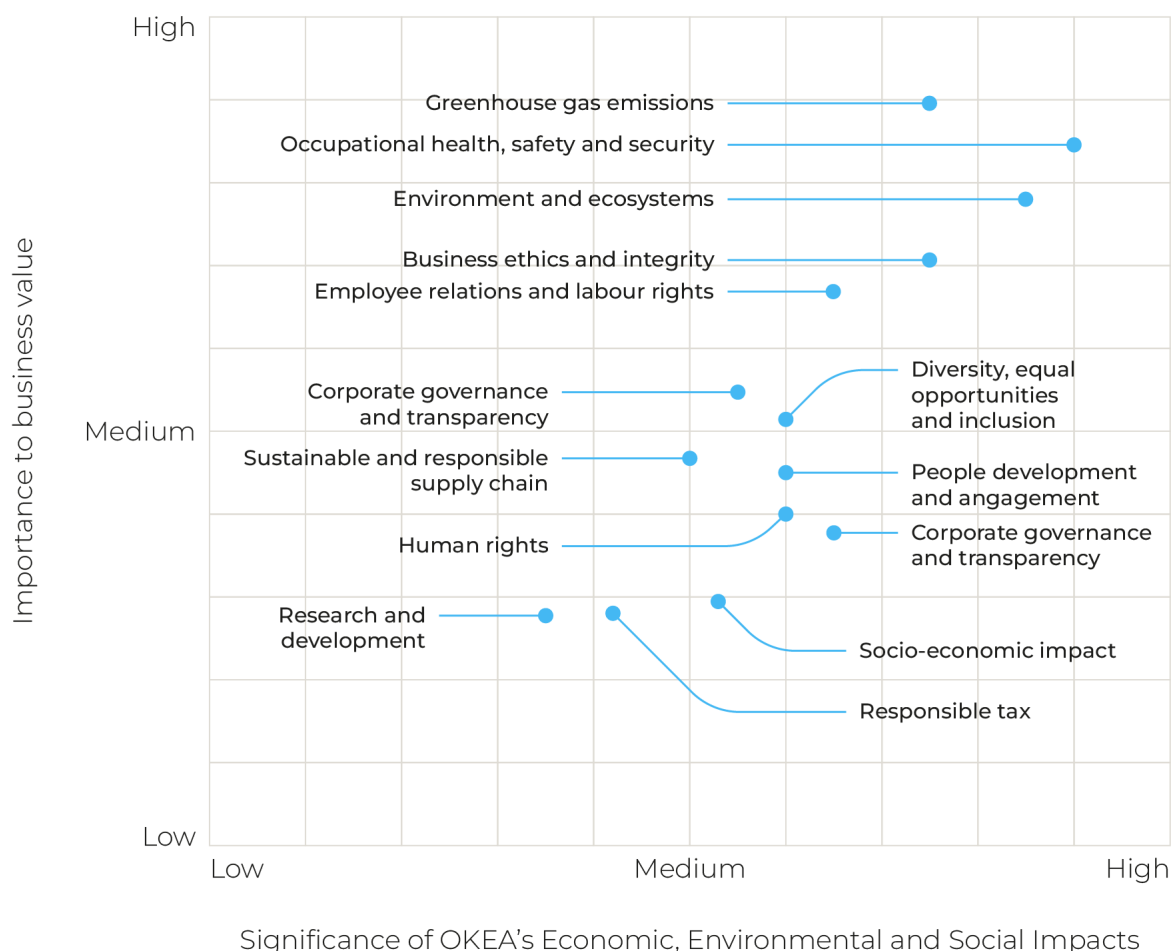 High
Greenhouse gas emissions
Occupational health, safety and security
Environment and ecosystems
Business ethics and integrity
Employee relations and labour rights
Diversity, equal
opportunities
and inclusion
Corporate governance
and transparency
Medium
Sustainable and responsible
supply chain
People development
and angagement
Human rights
Corporate governance
and transparency
Research and
development
Socio-economic impact
Responsible tax
Low
Importance to business value
Low
Medium
High
Significance of OKEA’s Economic, Environmental and Social Impacts